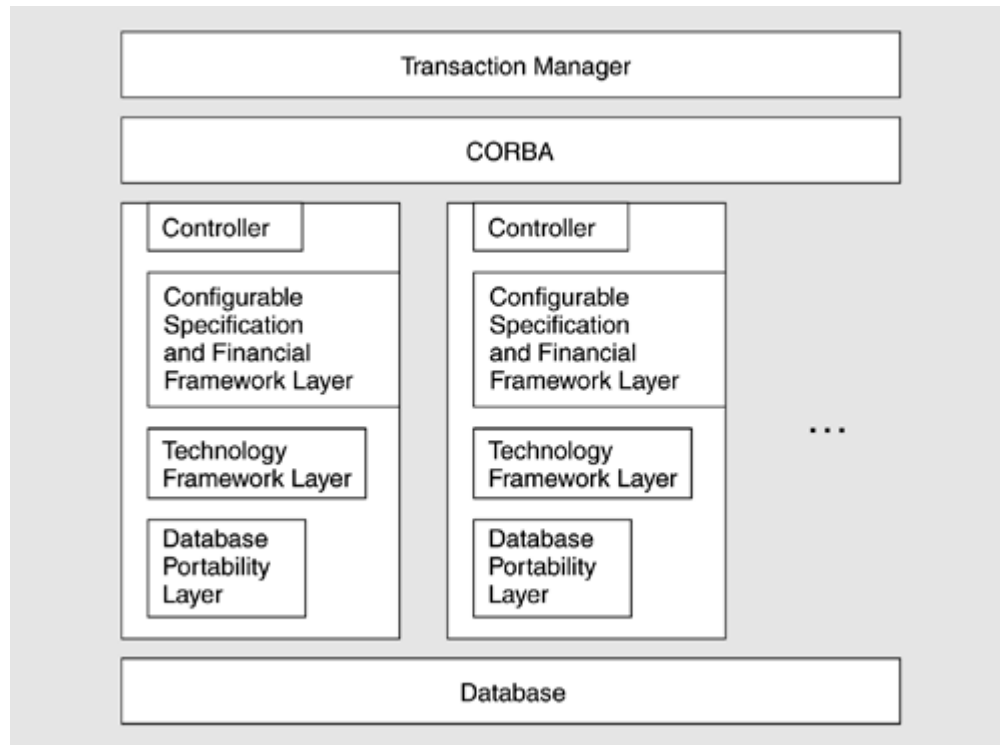 Transaction Manager
CORBA
Controller
Configurable
Specification
and Financial
Framework Layer
Technology
Framework Layer
Database
Portability
Layer
Controller
Configurable
Specification
and Financial
Framework Layer
Technology
Framework Layer
Database
Portability
Layer
...
Database